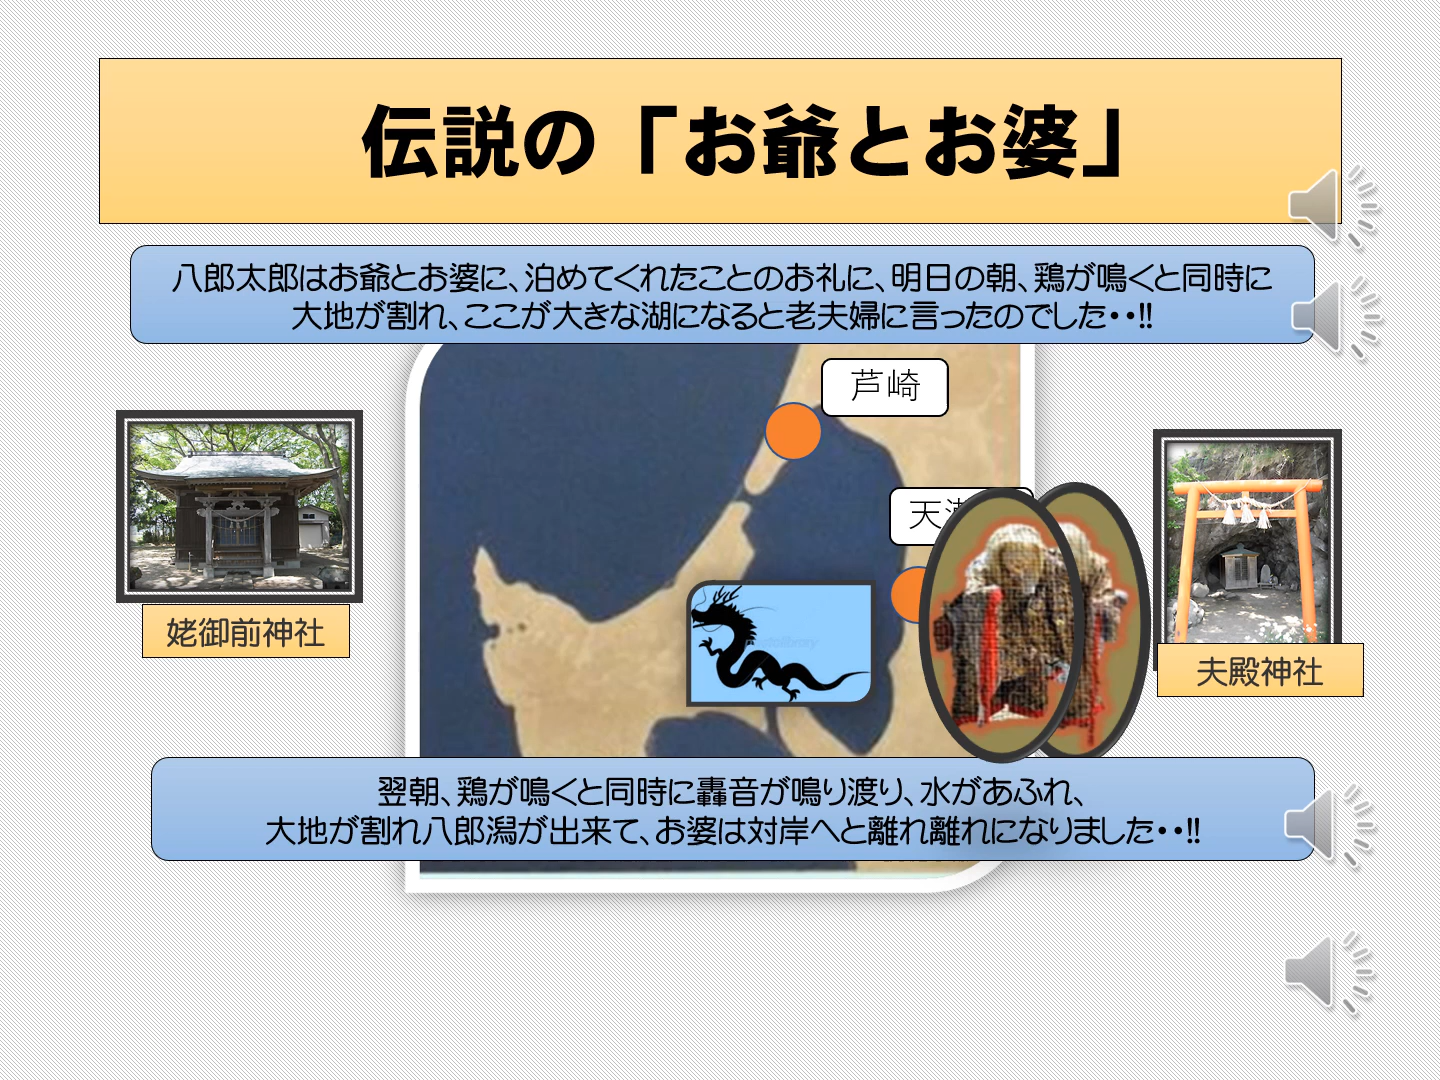 伝説の「お爺とお婆」
八郎太郎はお爺とお婆に、泊めてくれたことのお礼に、明日の朝、鶏が鳴くと同時に
大地が割れ、ここが大きな湖になると老夫婦に言ったのでした・・!!
芦崎
天
姥御前神社
夫殿神社
翌朝、鶏が鳴くと同時に轟音が鳴り渡り、水があふれ、
大地が割れ八郎潟が出来て、お婆は対岸へと離れ離れになりました・・!!